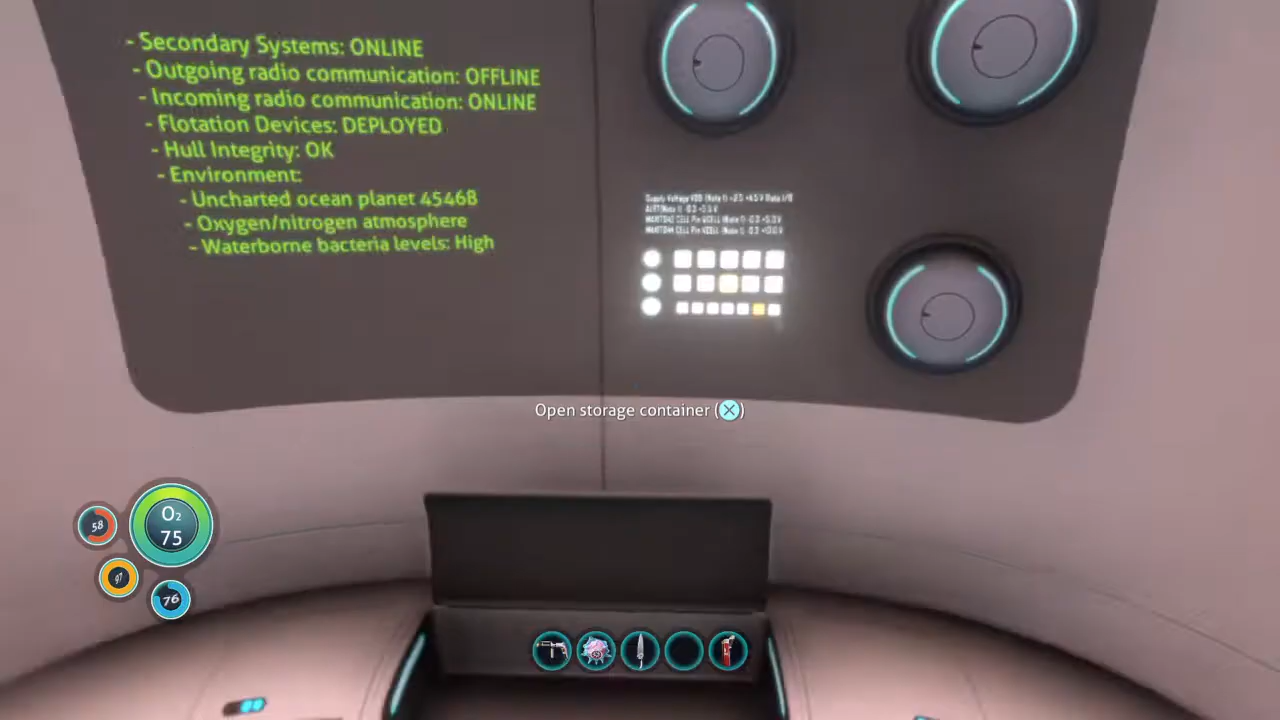 - Secondary Systems: ONLINE
- Outgoing radio communication: OFFLINE
- Incoming radio communication: ONLINE
- Flotation Devices: DEPLOYED
- Hull Integrity: OK
- Environment:
- Uncharted ocean planet 4546B
- Oxygen/nitrogen atmosphere
- Waterborne bacteria levels: High
Open storage container (X)
58
O₂
75
97
76